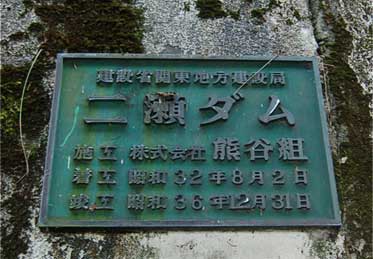 建設省関東地方建設局
二瀬ダム
施工 株式会社 熊谷組
着工 昭和32年8月2日
竣工 昭和36年12月31日